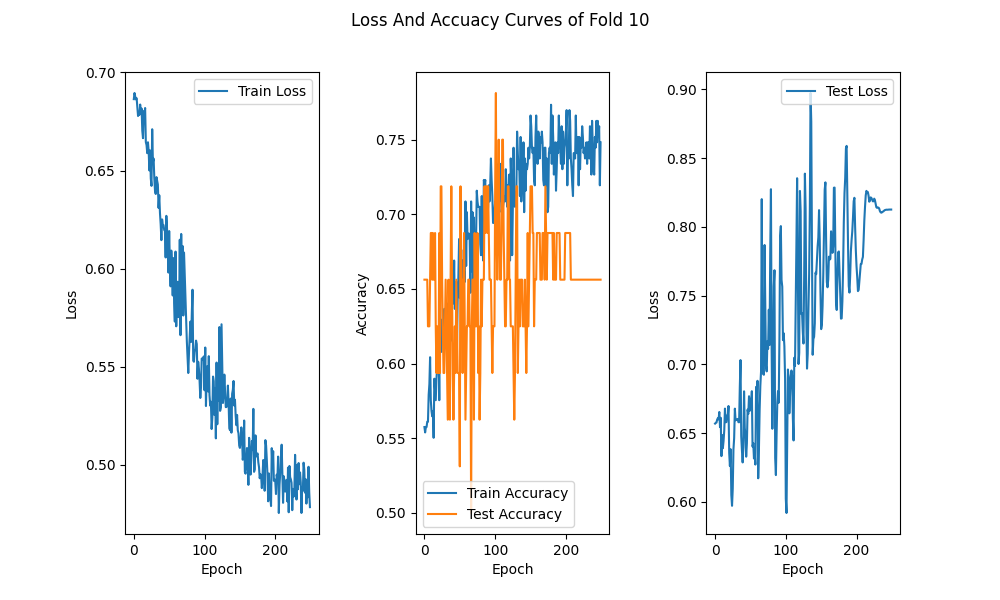 Loss And Accuacy Curves of Fold 10
Train Loss
0.70
0.65
0.60
0.55
0.50
Loss
0 100 200
Epoch
0.75
0.70
0.65
0.60
0.55
0.50
Accuracy
Train Accuracy
Test Accuracy
0 100 200
Epoch
Test Loss
0.90
0.85
0.80
0.75
0.70
0.65
0.60
Loss
0 100 200
Epoch